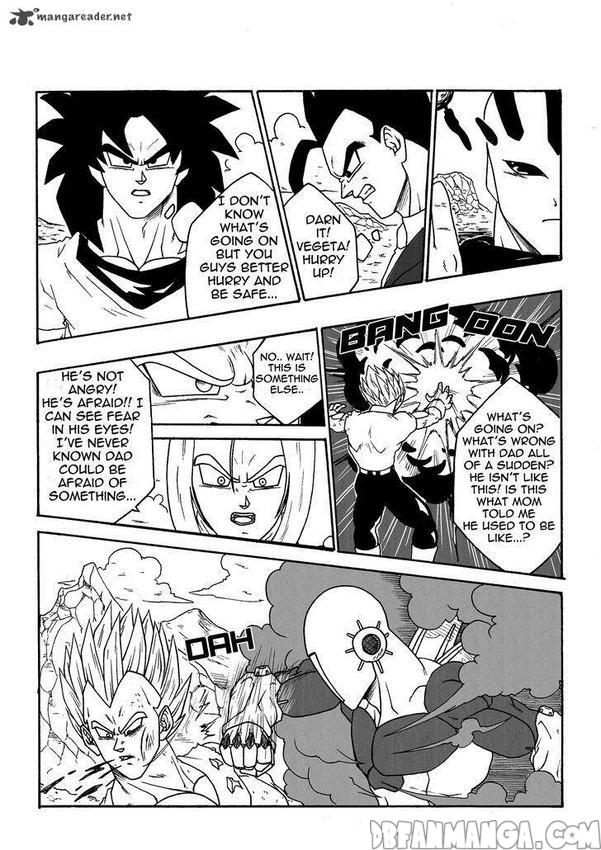 mangareader.net
I DON'T
KNOW
WHAT'S
GOING ON
BUT YOU
GUYS BETTER
HURRY AND
BE SAFE...
DARN
IT!
VEGETA!
HURRY
UP!
NO.. WAIT!
THIS IS
SOMETHING
ELSE..
HE'S NOT
ANGRY!
HE'S AFRAID!! I
CAN SEE FEAR
IN HIS EYES!
I'VE NEVER
KNOWN DAD
COULD BE
AFRAID OF
SOMETHING...
BANG DON
WHAT'S
GOING ON?
WHAT'S WRONG
WITH DAD ALL
OF A SUDDEN?
HE ISN'T LIKE
THIS! IS THIS
WHAT MOM
TOLD ME
HE USED TO BE
LIKE...?
DAH
DBFANMANGA.COM